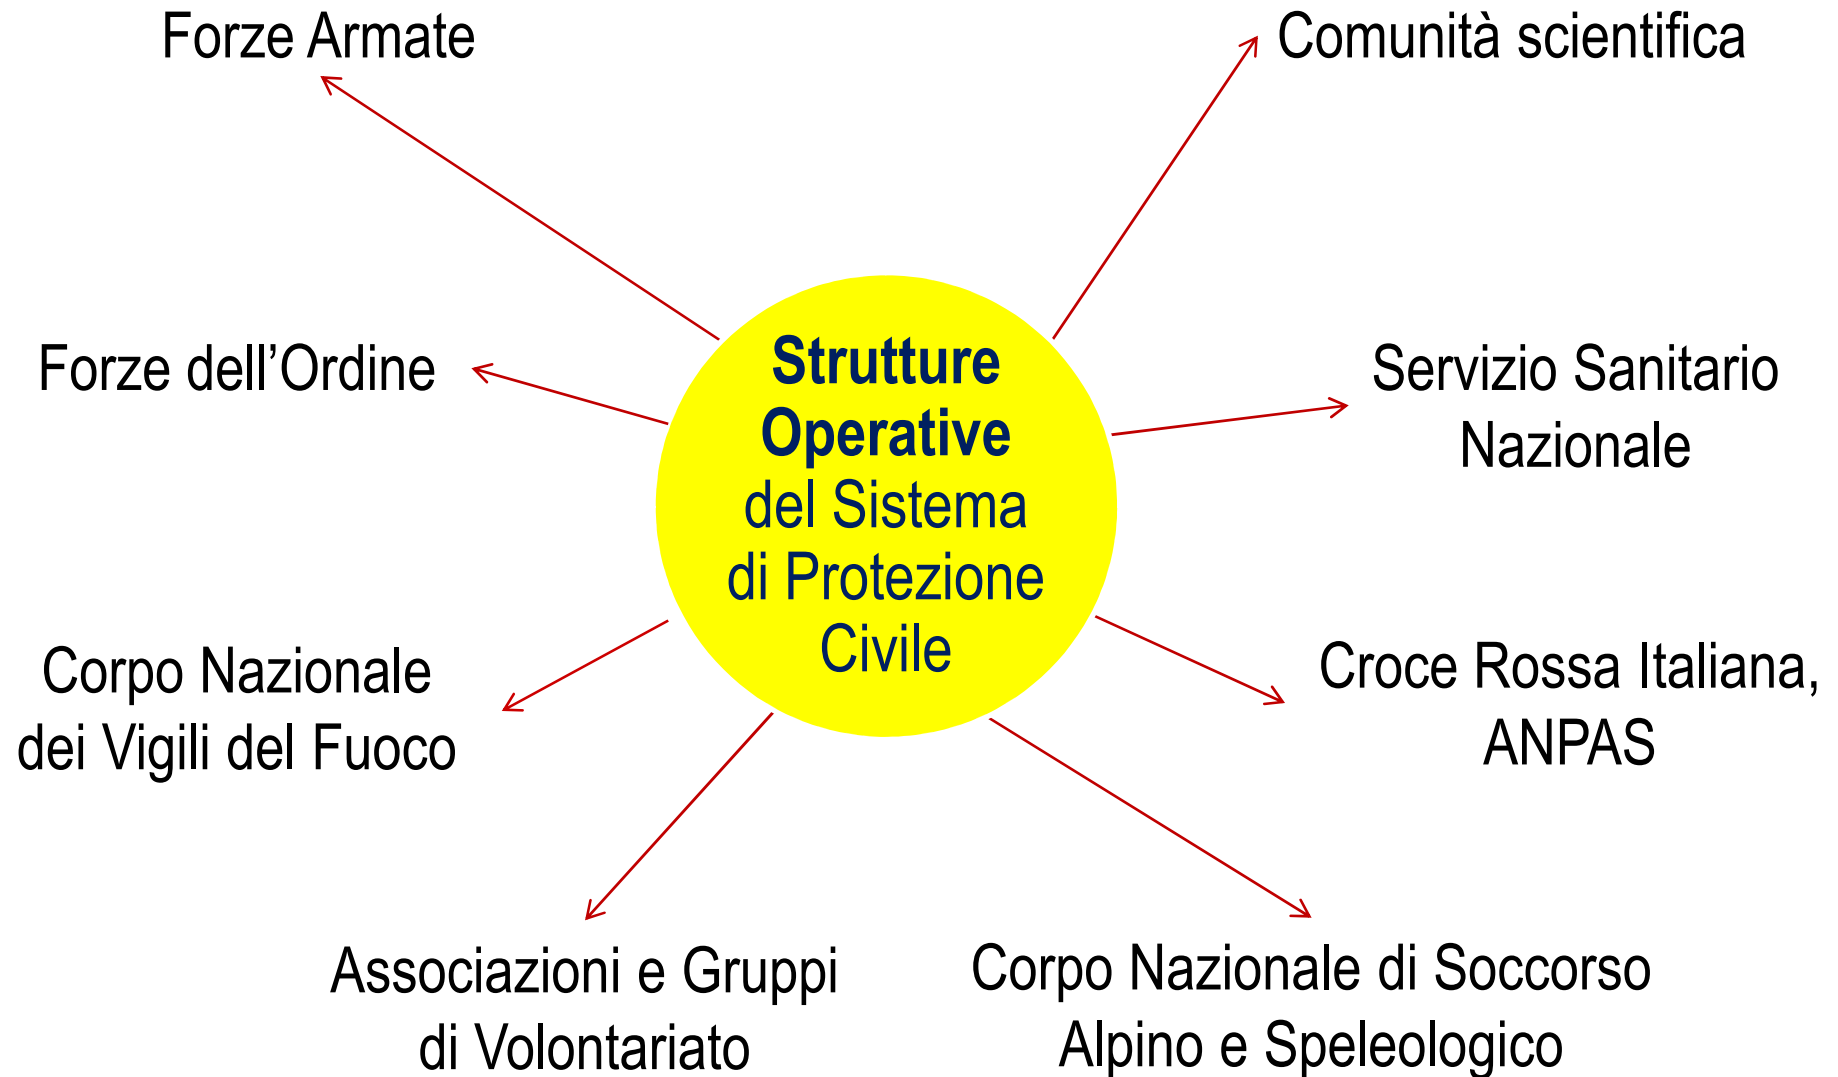 Forze Armate
Comunità scientifica
Strutture
Operative
del Sistema
di Protezione
Civile
Forze dell’Ordine
Servizio Sanitario
Nazionale
Corpo Nazionale
dei Vigili del Fuoco
Croce Rossa Italiana,
ANPAS
Associazioni e Gruppi
di Volontariato
Corpo Nazionale di Soccorso
Alpino e Speleologico